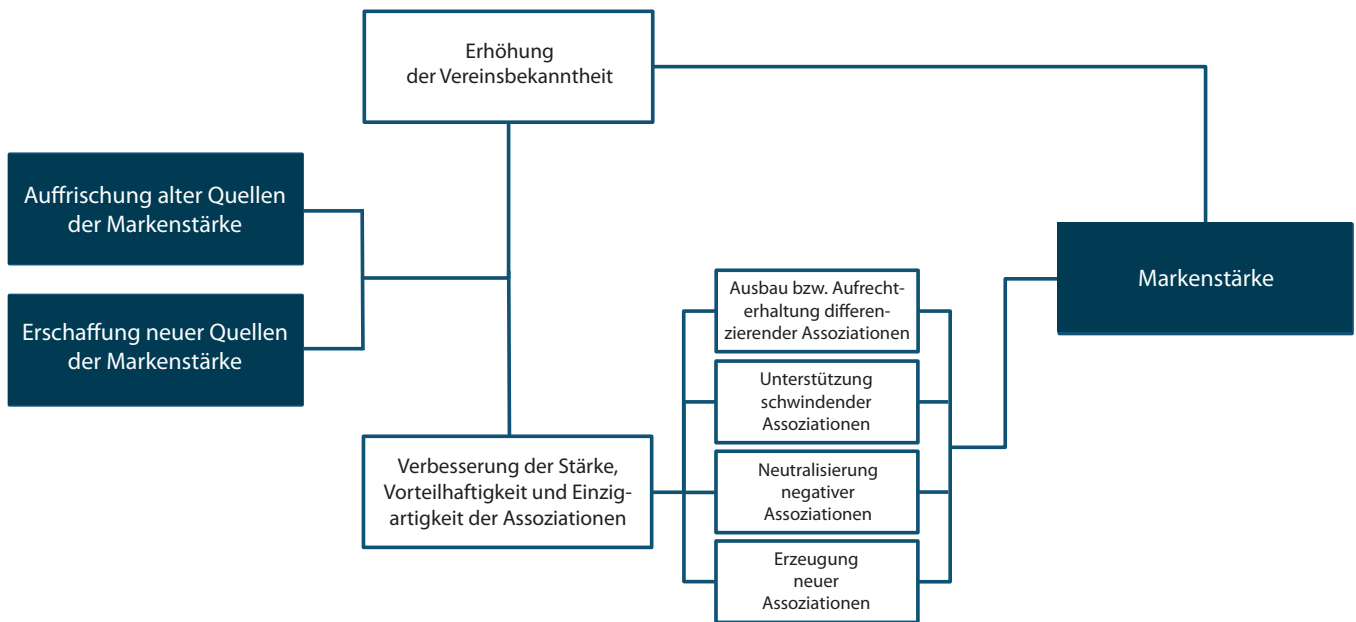 Erhöhung
der Vereinsbekanntheit
Auffrischung alter Quellen
der Markenstärke
Erschaffung neuer Quellen
der Markenstärke
Verbesserung der Stärke,
Vorteilhaftigkeit und Einzig-
artigkeit der Assoziationen
Ausbau bzw. Aufrecht-
erhaltung differen-
zierender Assoziationen
Unterstützung
schwindender
Assoziationen
Neutralisierung
negativer
Assoziationen
Erzeugung
neuer
Assoziationen
Markenstärke